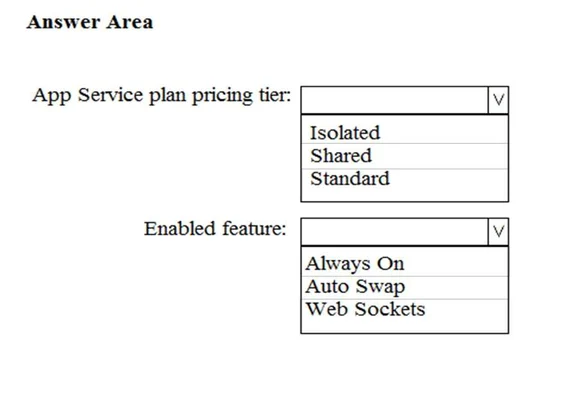 Answer Area
App Service plan pricing tier:
Isolated
Shared
Standard
Enabled feature:
Always On
Auto Swap
Web Sockets